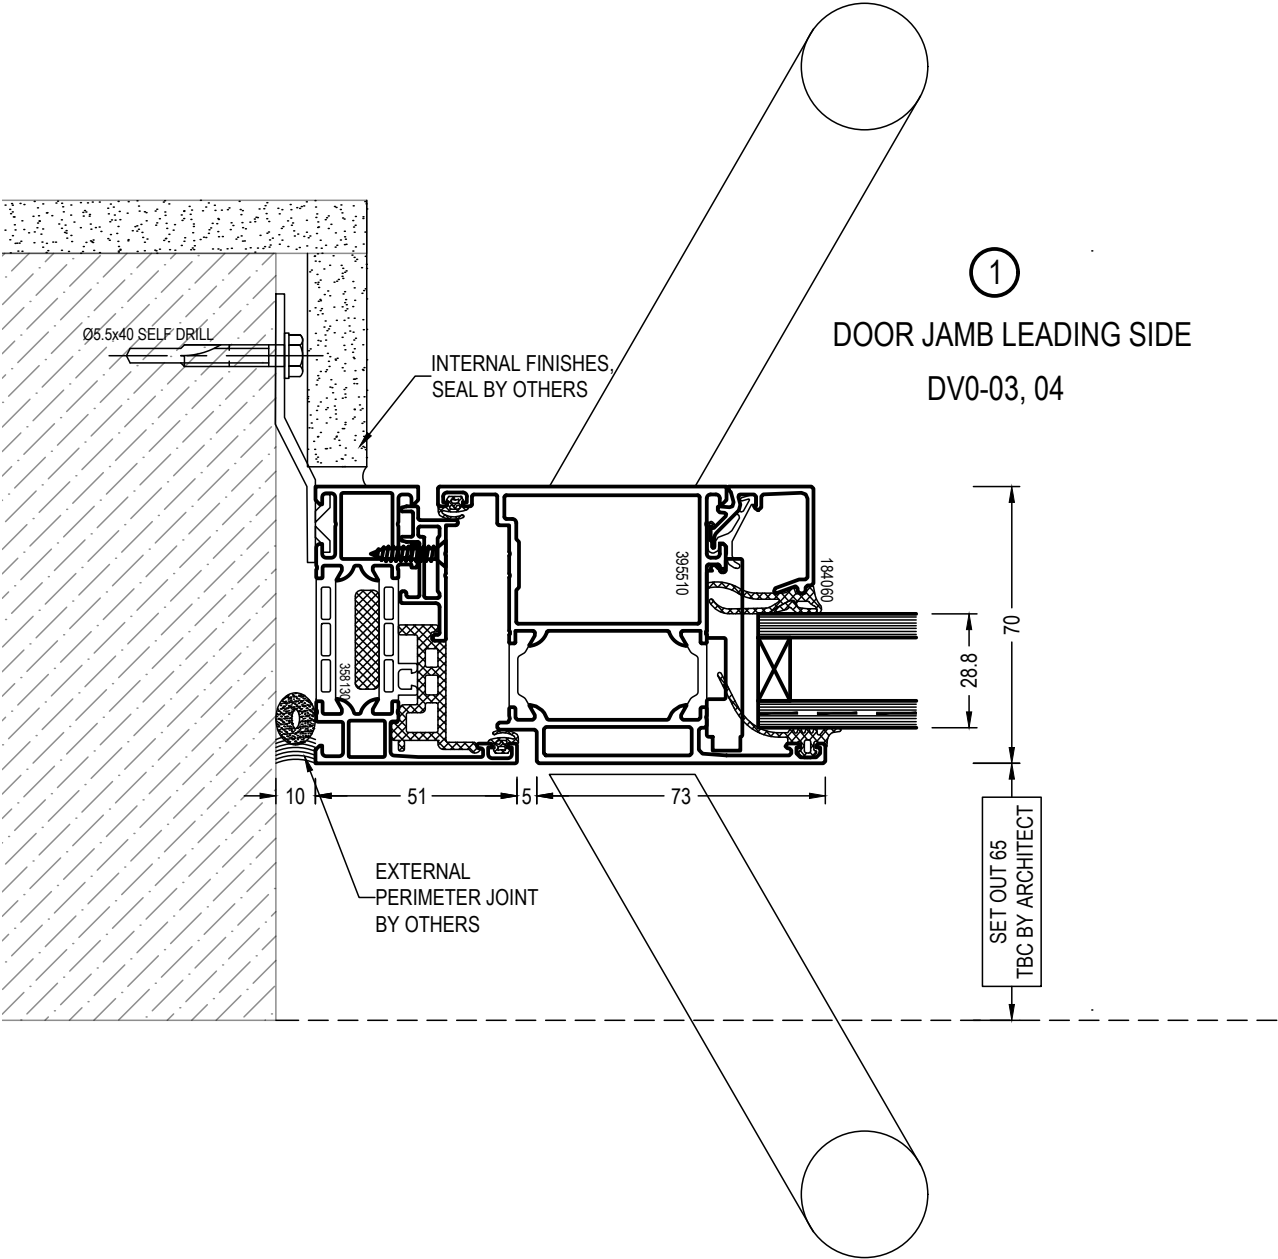 1
DOOR JAMB LEADING SIDE
DV0-03, 04
Ø5.5x40 SELF DRILL
INTERNAL FINISHES,
SEAL BY OTHERS
395510
184060
358130
70
28.8
10
51
5
73
EXTERNAL
PERIMETER JOINT
BY OTHERS
SET OUT 65
TBC BY ARCHITECT